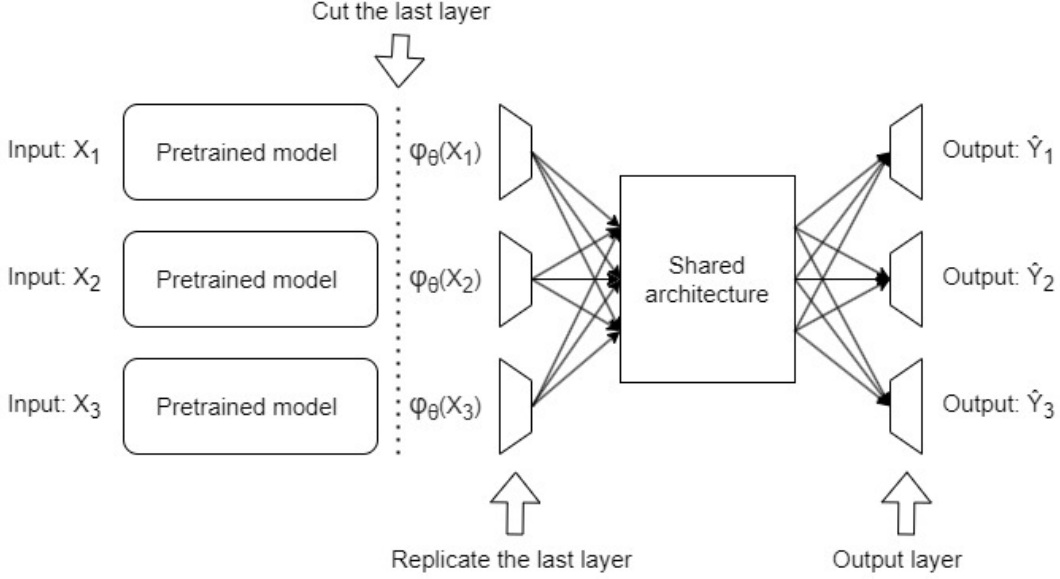 Cut the last layer
Input: X₁
Pretrained model
φθ(X₁)
Output: Ŷ₁
Input: X₂
Pretrained model
φθ(X₂)
Shared
architecture
Output: Ŷ₂
Input: X₃
Pretrained model
φθ(X₃)
Output: Ŷ₃
Replicate the last layer
Output layer